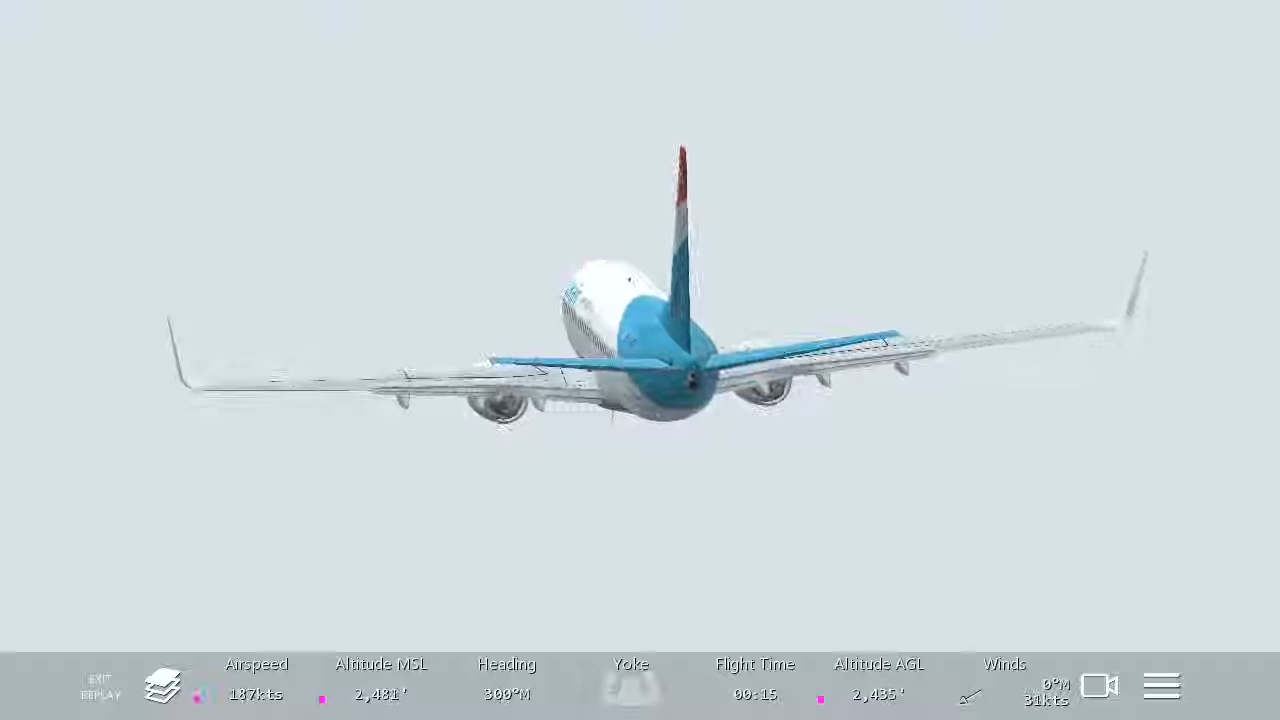 Airspeed Altitude MSL Heading Yoke Flight Time Altitude AGL Winds
EXIT
REPLAY
187kts 2,481' 309°M 00:15 2,435' 0°M
31kts